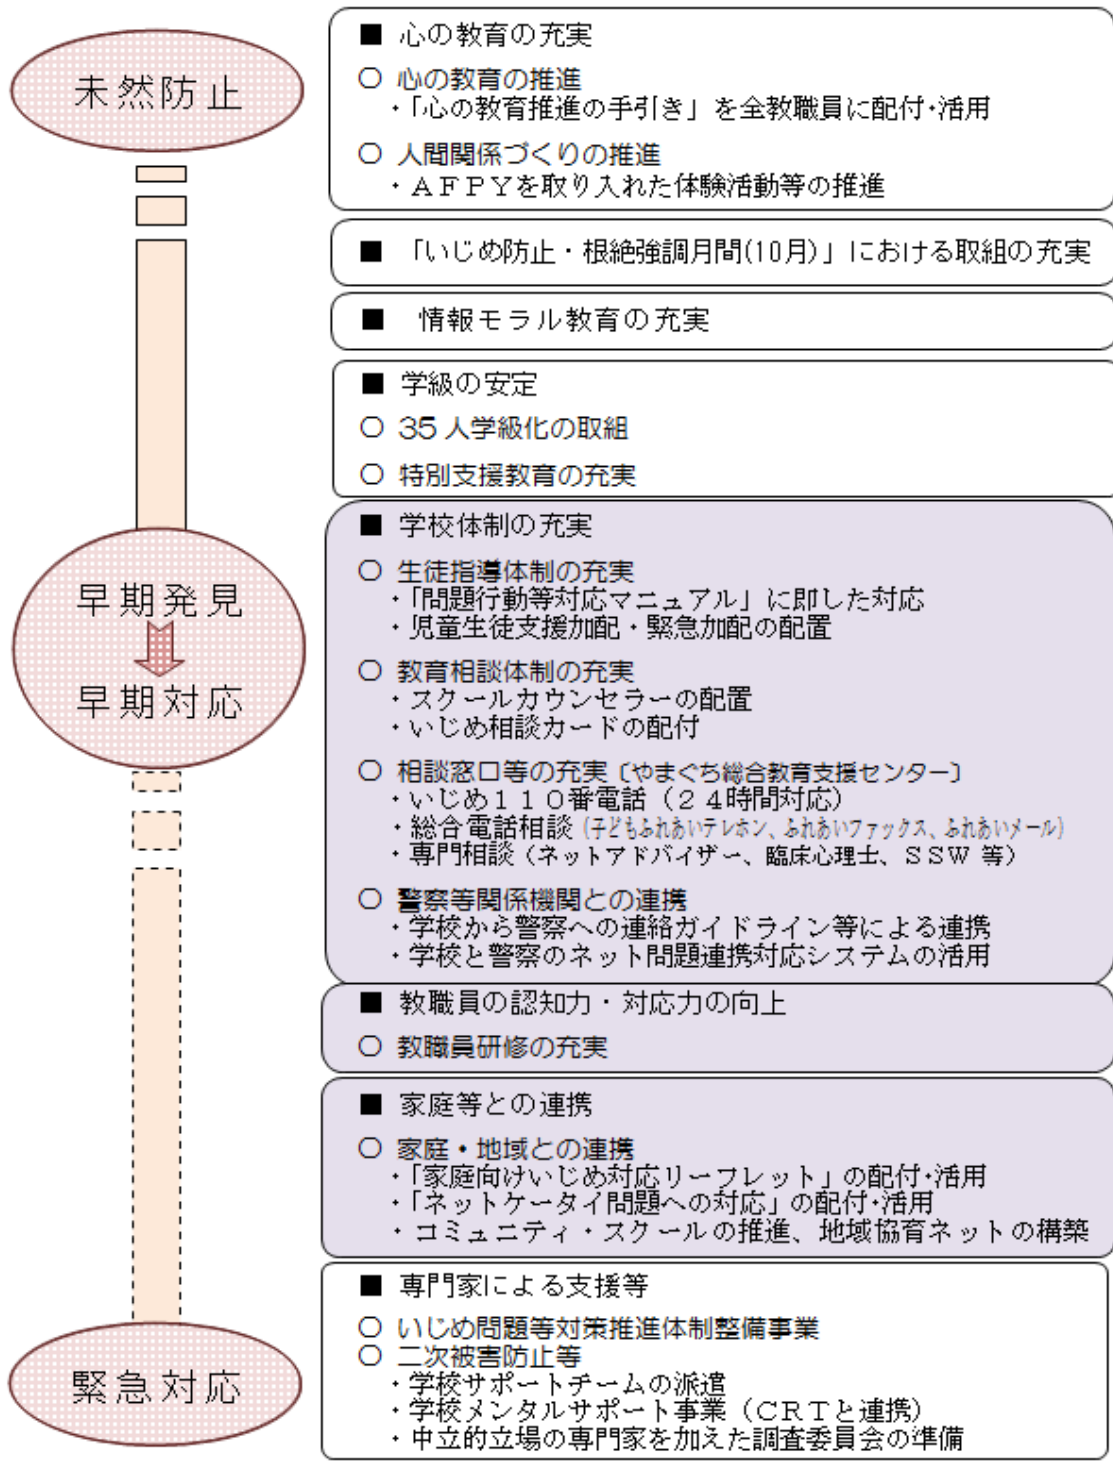 未然防止
■ 心の教育の充実
○ 心の教育の推進
・「心の教育推進の手引き」を全教職員に配付・活用
○ 人間関係づくりの推進
・ＡＦＰＹを取り入れた体験活動等の推進
■ 「いじめ防止・根絶強調月間(10月)」における取組の充実
■ 情報モラル教育の充実
■ 学級の安定
○ 35人学級化の取組
○ 特別支援教育の充実
早期発見
早期対応
■ 学校体制の充実
○ 生徒指導体制の充実
・「問題行動等対応マニュアル」に即した対応
・児童生徒支援加配・緊急加配の配置
○ 教育相談体制の充実
・スクールカウンセラーの配置
・いじめ相談カードの配付
○ 相談窓口等の充実〔やまぐち総合教育支援センター〕
・いじめ１１０番電話（２４時間対応）
・総合電話相談（子どもふれあいテレホン、ふれあいファックス、ふれあいメール）
・専門相談（ネットアドバイザー、臨床心理士、ＳＳＷ 等）
○ 警察等関係機関との連携
・学校から警察への連絡ガイドライン等による連携
・学校と警察のネット問題連携対応システムの活用
■ 教職員の認知力・対応力の向上
○ 教職員研修の充実
■ 家庭等との連携
○ 家庭・地域との連携
・「家庭向けいじめ対応リーフレット」の配付・活用
・「ネットケータイ問題への対応」の配付・活用
・コミュニティ・スクールの推進、地域協育ネットの構築
緊急対応
■ 専門家による支援等
○ いじめ問題等対策推進体制整備事業
○ 二次被害防止等
・学校サポートチームの派遣
・学校メンタルサポート事業（ＣＲＴと連携）
・中立的立場の専門家を加えた調査委員会の準備